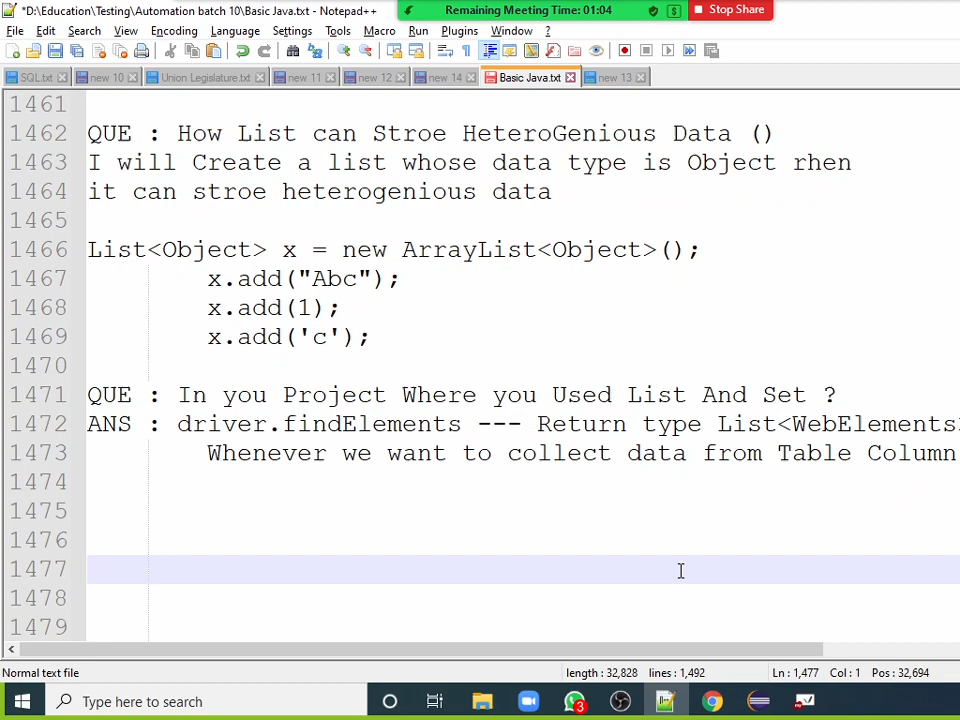 *D:\Education\Testing\Automation batch 10\Basic Java.txt - Notepad++
Remaining Meeting Time: 01:04
Stop Share
File Edit Search View Encoding Language Settings Tools Macro Run Plugins Window ?
SQL.txt new 10 Union Legislature.txt new 11 new 12 new 14 Basic Java.txt new 13
1461
1462 QUE : How List can Stroe HeteroGenious Data ()
1463 I will Create a list whose data type is Object rhen
1464 it can stroe heterogenious data
1465
1466 List<Object> x = new ArrayList<Object>();
1467 x.add("Abc");
1468 x.add(1);
1469 x.add('c');
1470
1471 QUE : In you Project Where you Used List And Set ?
1472 ANS : driver.findElements --- Return type List<WebElements>
1473 Whenever we want to collect data from Table Column
1474
1475
1476
1477
1478
1479
Normal text file length : 32,828 lines : 1,492 Ln : 1,477 Col : 1 Pos : 32,694
Type here to search
3